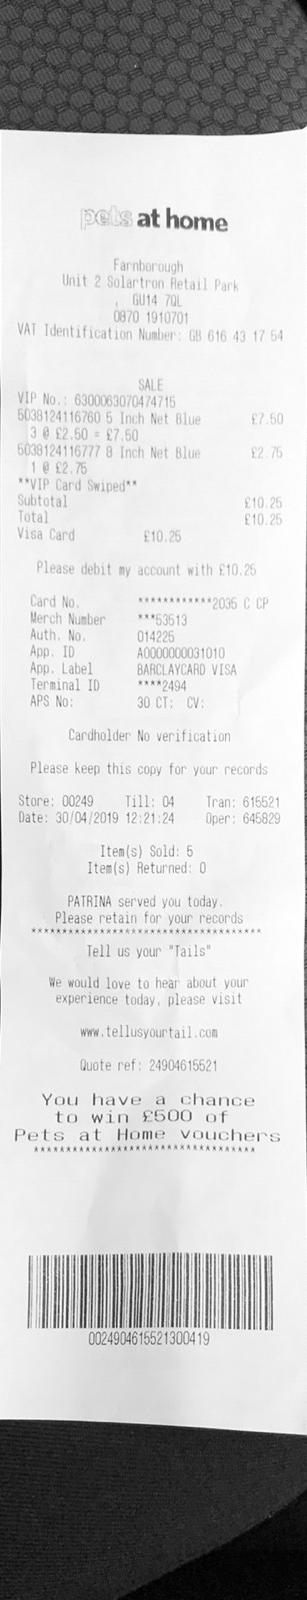 pets at home
Farnborough
Unit 2 Solartron Retail Park
, GU14 7QL
0870 1910701
VAT Identification Number: GB 616 43 17 54
SALE
VIP No.: 6300063070474715
5038124116760 5 Inch Net Blue £7.50
3 @ £2.50 = £7.50
5038124116777 8 Inch Net Blue £2.75
1 @ £2.75
**VIP Card Swiped**
Subtotal £10.25
Total £10.25
Visa Card £10.25
Please debit my account with £10.25
Card No. ************2035 C CP
Merch Number ***53513
Auth. No. 014225
App. ID A0000000031010
App. Label BARCLAYCARD VISA
Terminal ID ****2494
APS No: 30 CT: CV:
Cardholder No verification
Please keep this copy for your records
Store: 00249 Till: 04 Tran: 615521
Date: 30/04/2019 12:21:24 Oper: 645829
Item(s) Sold: 5
Item(s) Returned: 0
PATRINA served you today.
Please retain for your records
*************************************
Tell us your "Tails"
We would love to hear about your
experience today, please visit
www.tellusyourtail.com
Quote ref: 24904615521
You have a chance
to win £500 of
Pets at Home vouchers
***********************************
0024904615521300419